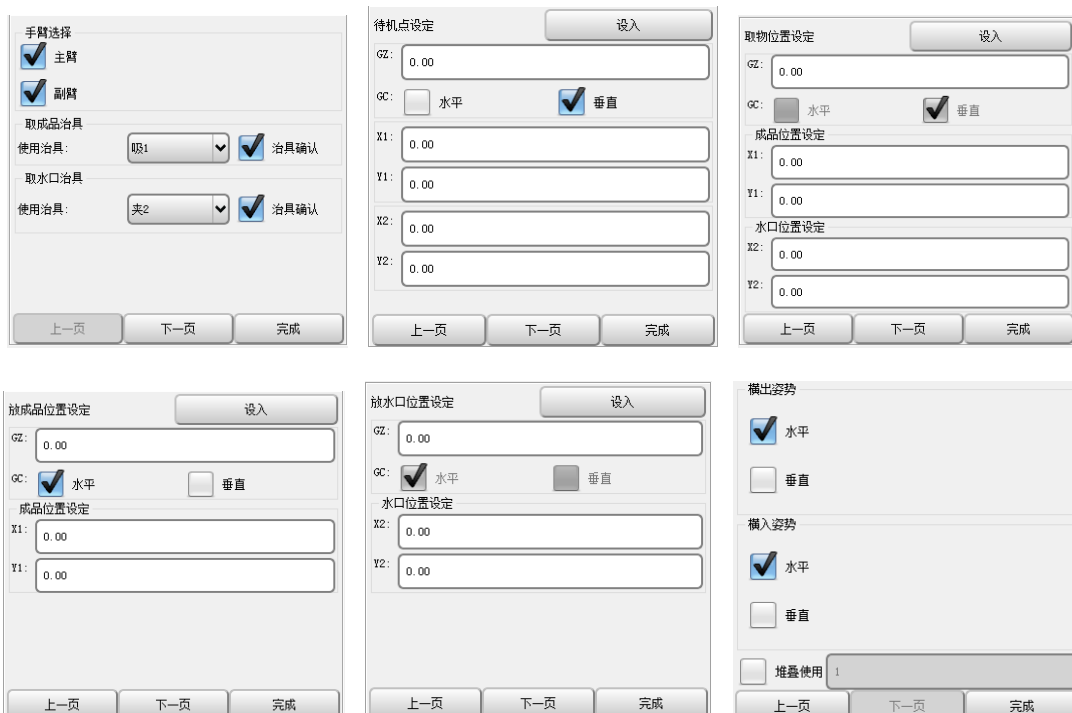 手臂选择
主臂
副臂
取成品治具
使用治具: 吸1 治具确认
取水口治具
使用治具: 夹2 治具确认
上一页 下一页 完成
待机点设定 设入
GZ: 0.00
GC: 水平 垂直
X1: 0.00
Y1: 0.00
X2: 0.00
Y2: 0.00
上一页 下一页 完成
取物位置设定 设入
GZ: 0.00
GC: 水平 垂直
成品位置设定
X1: 0.00
Y1: 0.00
水口位置设定
X2: 0.00
Y2: 0.00
上一页 下一页 完成
放成品位置设定 设入
GZ: 0.00
GC: 水平 垂直
成品位置设定
X1: 0.00
Y1: 0.00
上一页 下一页 完成
放水口位置设定 设入
GZ: 0.00
GC: 水平 垂直
水口位置设定
X2: 0.00
Y2: 0.00
上一页 下一页 完成
横出姿势
水平
垂直
横入姿势
水平
垂直
堆叠使用 1
上一页 下一页 完成